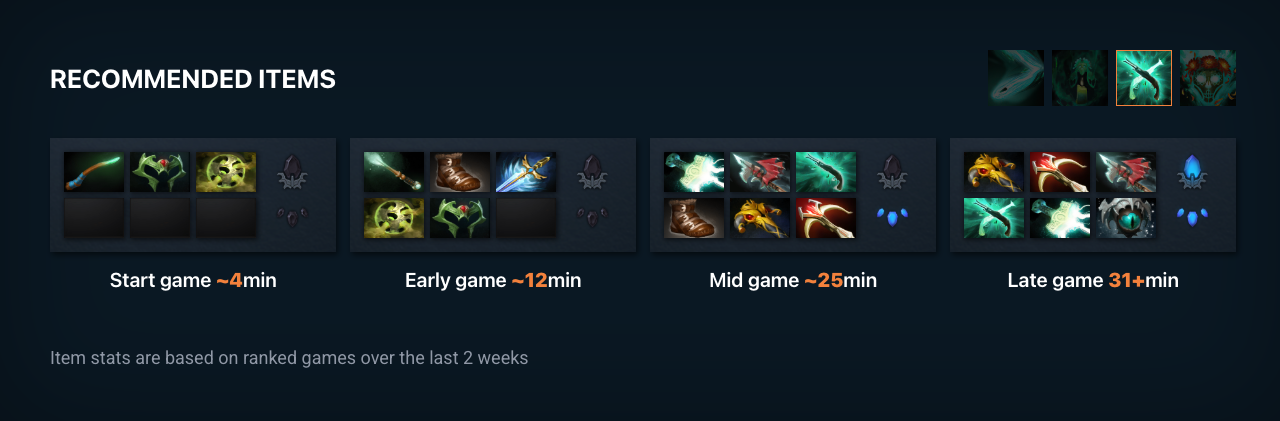 RECOMMENDED ITEMS
Start game ~4min
Early game ~12min
Mid game ~25min
Late game 31+min
Item stats are based on ranked games over the last 2 weeks